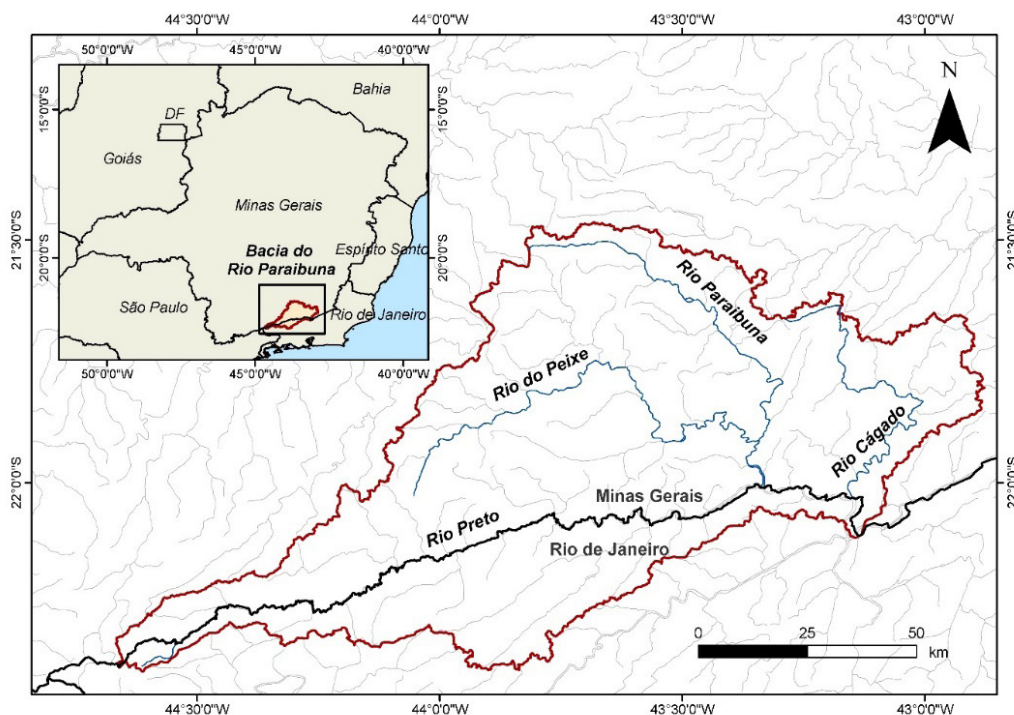 44°30'0"W 44°0'0"W 43°30'0"W 43°0'0"W
50°0'0"W 45°0'0"W 40°0'0"W
Bahia
15°0'0"S
15°0'0"S
DF
Goiás
Minas Gerais
Espírito Santo
Bacia do
Rio Paraibuna
20°0'0"S
20°0'0"S
São Paulo
Rio de Janeiro
50°0'0"W 45°0'0"W 40°0'0"W
N
21°30'0"S
21°30'0"S
Rio Paraibuna
Rio do Peixe
Rio Cágado
22°0'0"S
22°0'0"S
Minas Gerais
Rio Preto
Rio de Janeiro
0 25 50
km
44°30'0"W 44°0'0"W 43°30'0"W 43°0'0"W